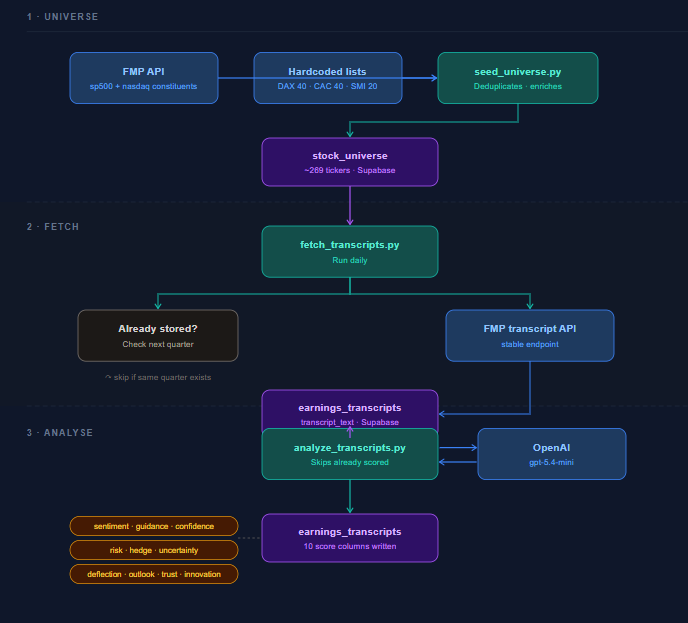 1 · UNIVERSE
FMP API
sp500 + nasdaq constituents
Hardcoded lists
DAX 40 · CAC 40 · SMI 20
seed_universe.py
Deduplicates · enriches
stock_universe
~269 tickers · Supabase
2 · FETCH
fetch_transcripts.py
Run daily
Already stored?
Check next quarter
FMP transcript API
stable endpoint
↷ skip if same quarter exists
earnings_transcripts
transcript_text · Supabase
3 · ANALYSE
analyze_transcripts.py
Skips already scored
OpenAI
gpt-5.4-mini
sentiment · guidance · confidence
risk · hedge · uncertainty
deflection · outlook · trust · innovation
earnings_transcripts
10 score columns written